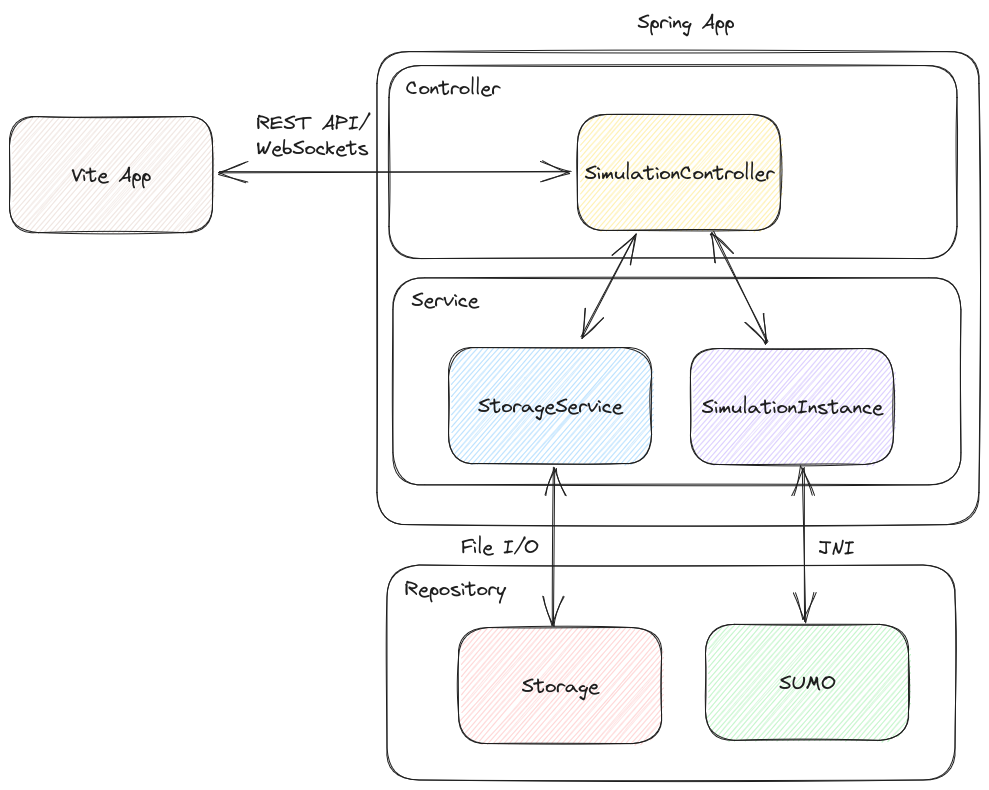 Spring App
Controller
REST API/
WebSockets
Vite App
SimulationController
Service
StorageService
SimulationInstance
File I/O
JNI
Repository
Storage
SUMO